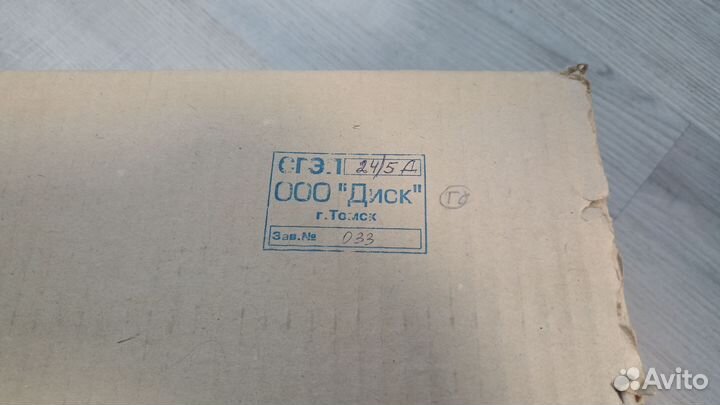 СГЭ.1 24/5 А
ООО "Диск"
г.Томск
Зав.№ 033
Avito